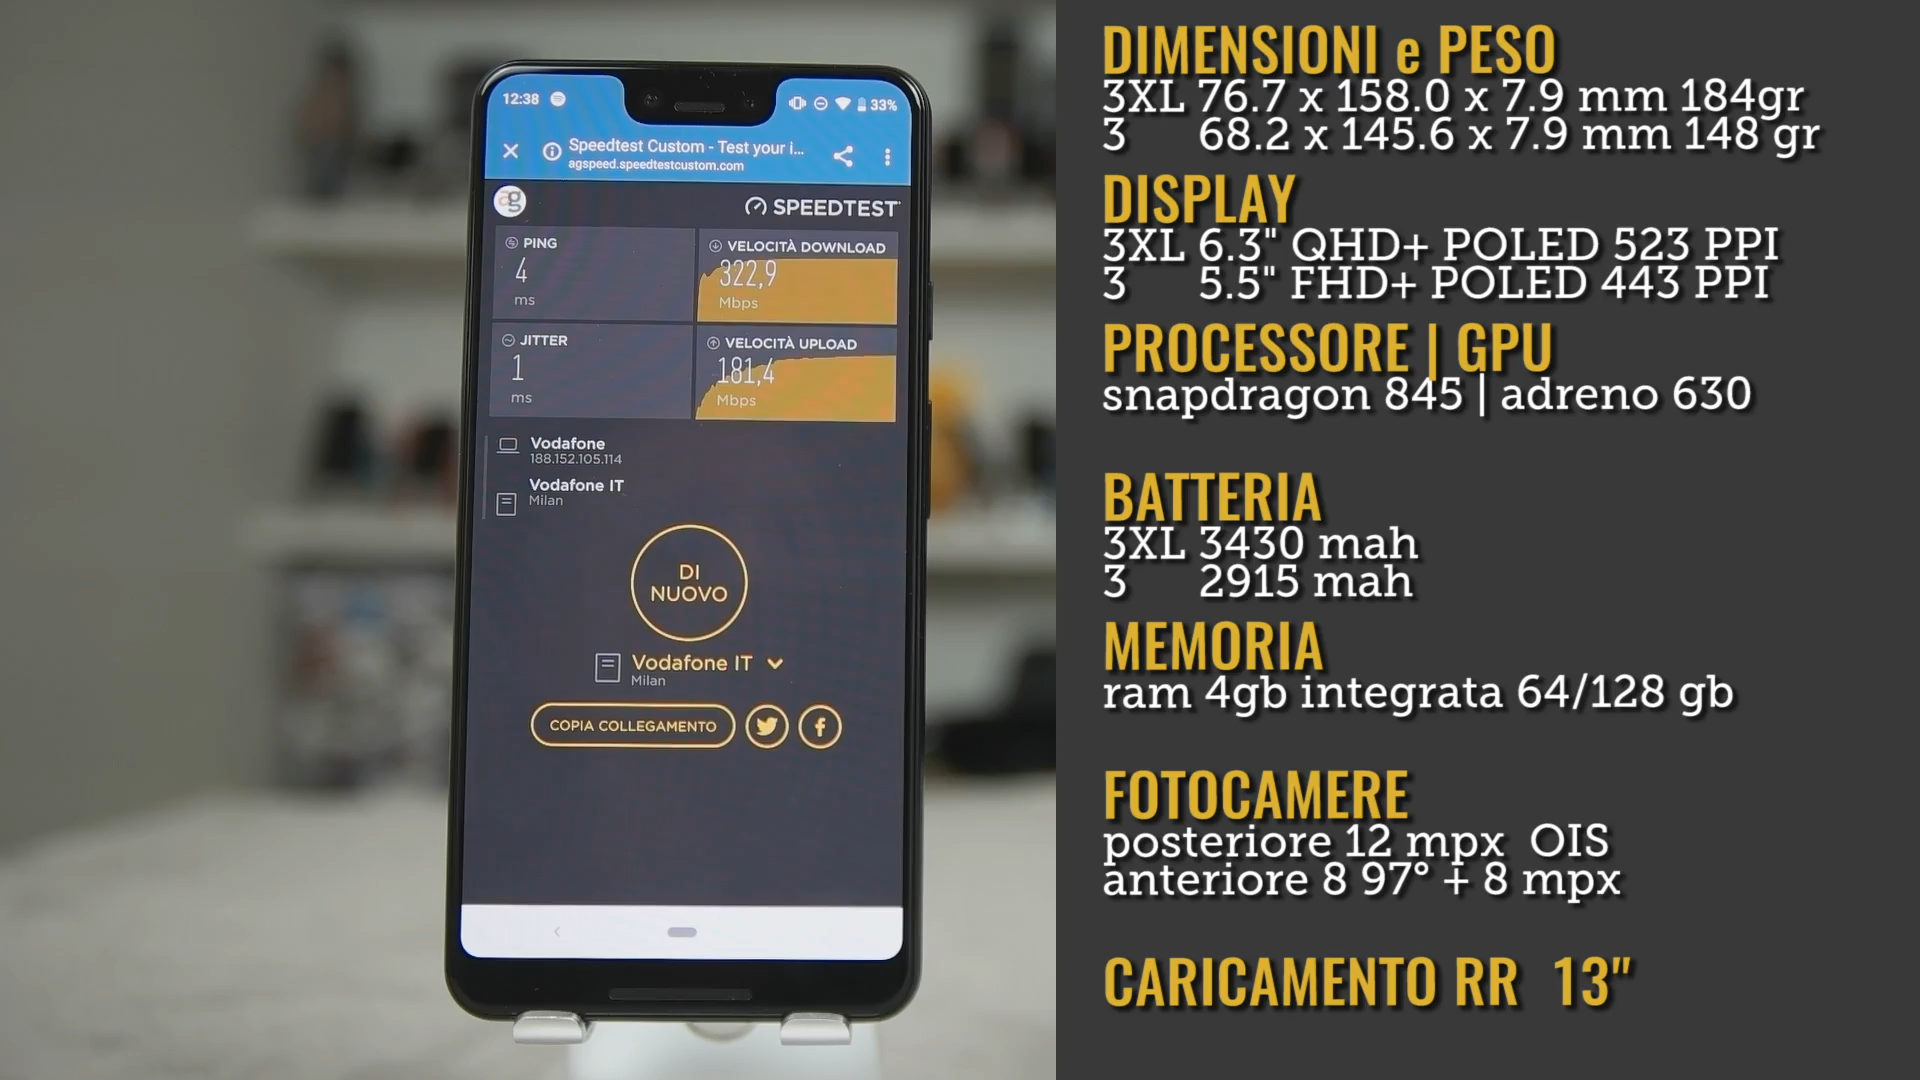 12:38
33%
Speedtest Custom - Test your i...
agspeed.speedtestcustom.com
ag
SPEEDTEST
PING
4
ms
VELOCITÀ DOWNLOAD
322,9
Mbps
JITTER
1
ms
VELOCITÀ UPLOAD
181,4
Mbps
Vodafone
188.152.105.114
Vodafone IT
Milan
DI
NUOVO
Vodafone IT
Milan
COPIA COLLEGAMENTO
DIMENSIONI e PESO
3XL 76.7 x 158.0 x 7.9 mm 184gr
3 68.2 x 145.6 x 7.9 mm 148 gr
DISPLAY
3XL 6.3" QHD+ POLED 523 PPI
3 5.5" FHD+ POLED 443 PPI
PROCESSORE | GPU
snapdragon 845 | adreno 630
BATTERIA
3XL 3430 mah
3 2915 mah
MEMORIA
ram 4gb integrata 64/128 gb
FOTOCAMERE
posteriore 12 mpx OIS
anteriore 8 97° + 8 mpx
CARICAMENTO RR 13"